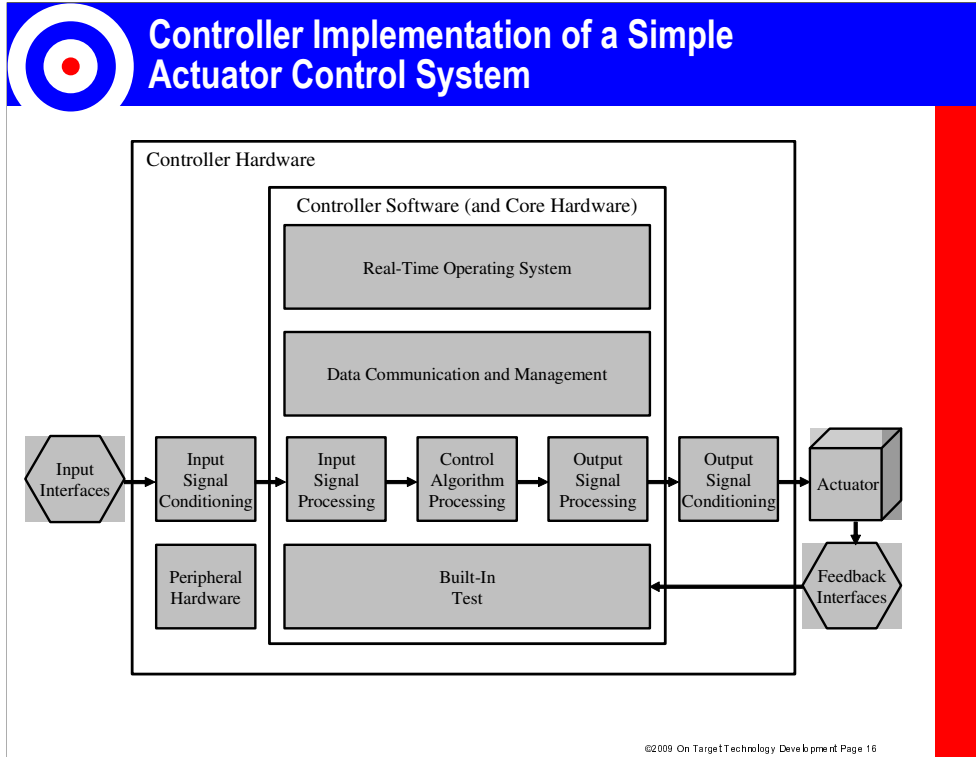 Controller Implementation of a Simple
Actuator Control System
Controller Hardware
Controller Software (and Core Hardware)
Real-Time Operating System
Data Communication and Management
Input
Interfaces
Input
Signal
Conditioning
Input
Signal
Processing
Control
Algorithm
Processing
Output
Signal
Processing
Output
Signal
Conditioning
Actuator
Peripheral
Hardware
Built-In
Test
Feedback
Interfaces
©2009 On Target Technology Development Page 16